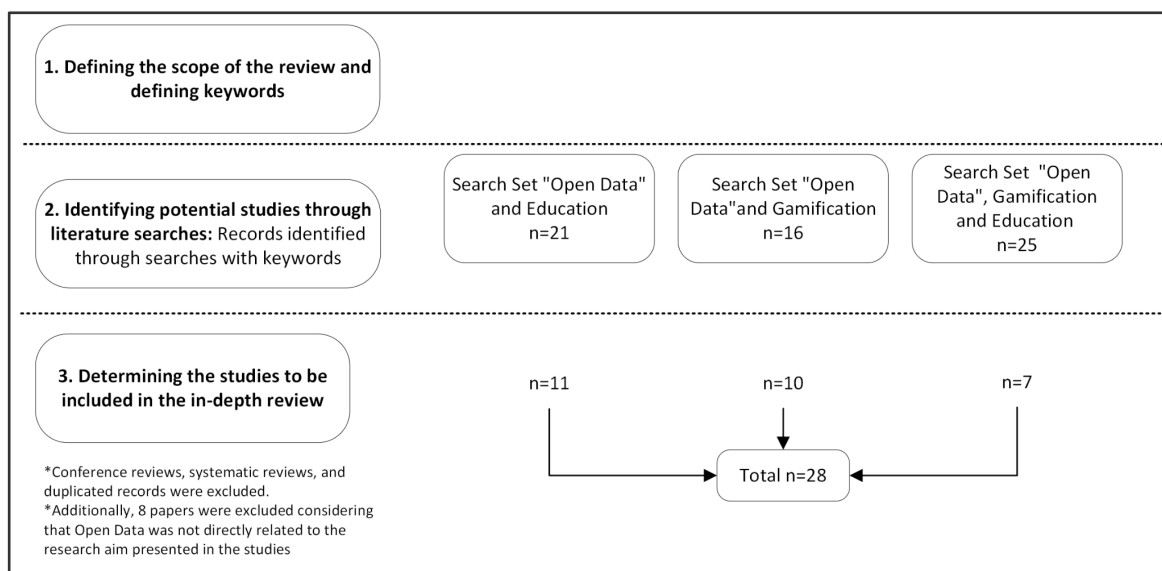 1. Defining the scope of the review and
defining keywords
2. Identifying potential studies through
literature searches: Records identified
through searches with keywords
Search Set "Open Data"
and Education
n=21
Search Set "Open
Data"and Gamification
n=16
Search Set "Open
Data", Gamification
and Education
n=25
3. Determining the studies to be
included in the in-depth review
n=11
n=10
n=7
Total n=28
*Conference reviews, systematic reviews, and
duplicated records were excluded.
*Additionally, 8 papers were excluded considering
that Open Data was not directly related to the
research aim presented in the studies